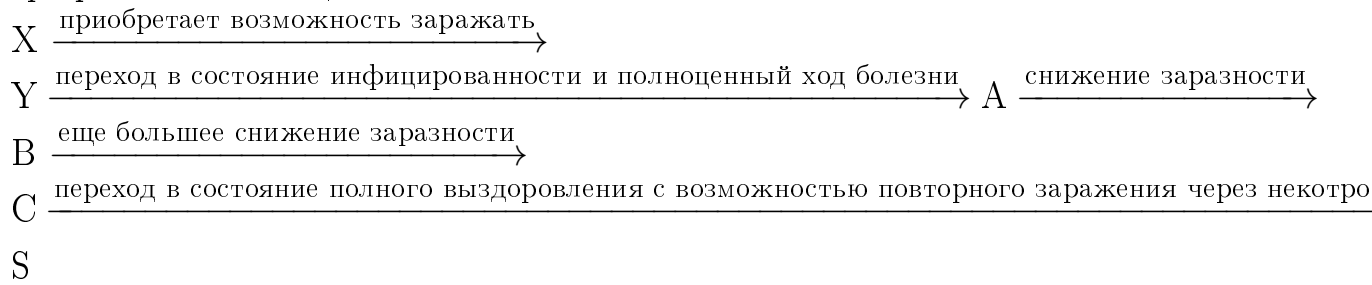 X приобретает возможность заражать
Y переход в состояние инфицированности и полноценный ход болезни A снижение заразности
B еще большее снижение заразности
C переход в состояние полного выздоровления с возможностью повторного заражения через некотро
S